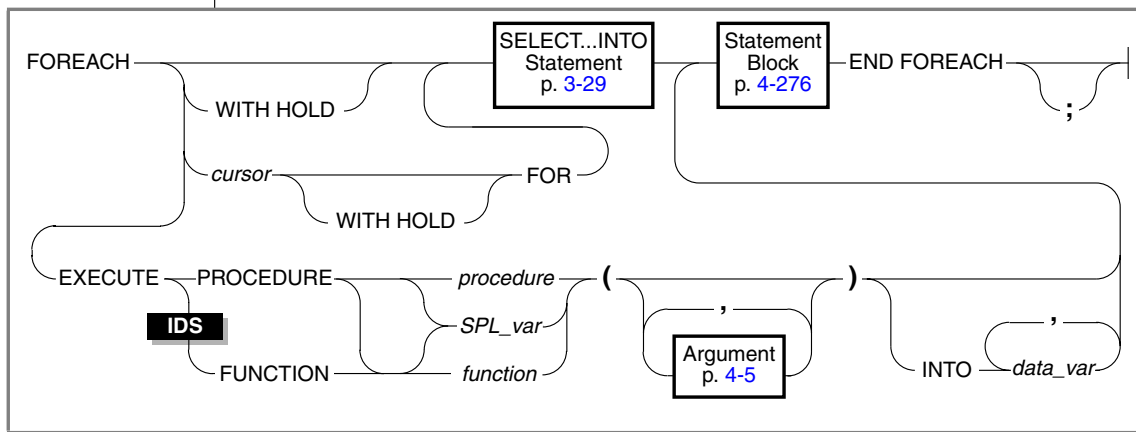 FOREACH
WITH HOLD
cursor
WITH HOLD
FOR
SELECT...INTO
Statement
p. 3-29
Statement
Block
p. 4-276
END FOREACH
;
EXECUTE
PROCEDURE
IDS
FUNCTION
procedure
SPL_var
function
(
,
Argument
p. 4-5
)
INTO
,
data_var